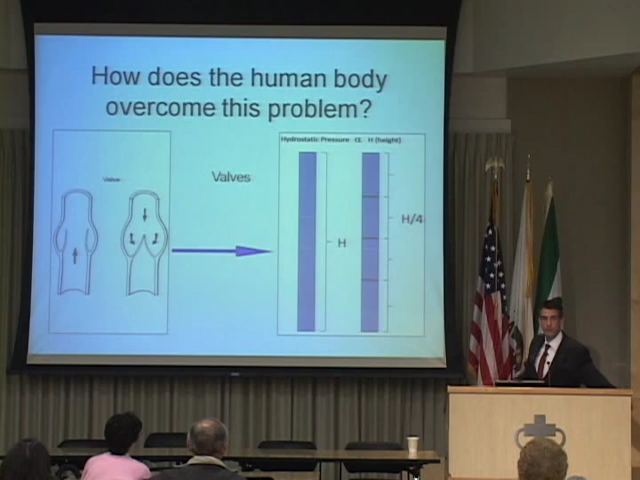 How does the human body
overcome this problem?
Hydrostatic Pressure α H (height)
Valve
Valves
H
H/4